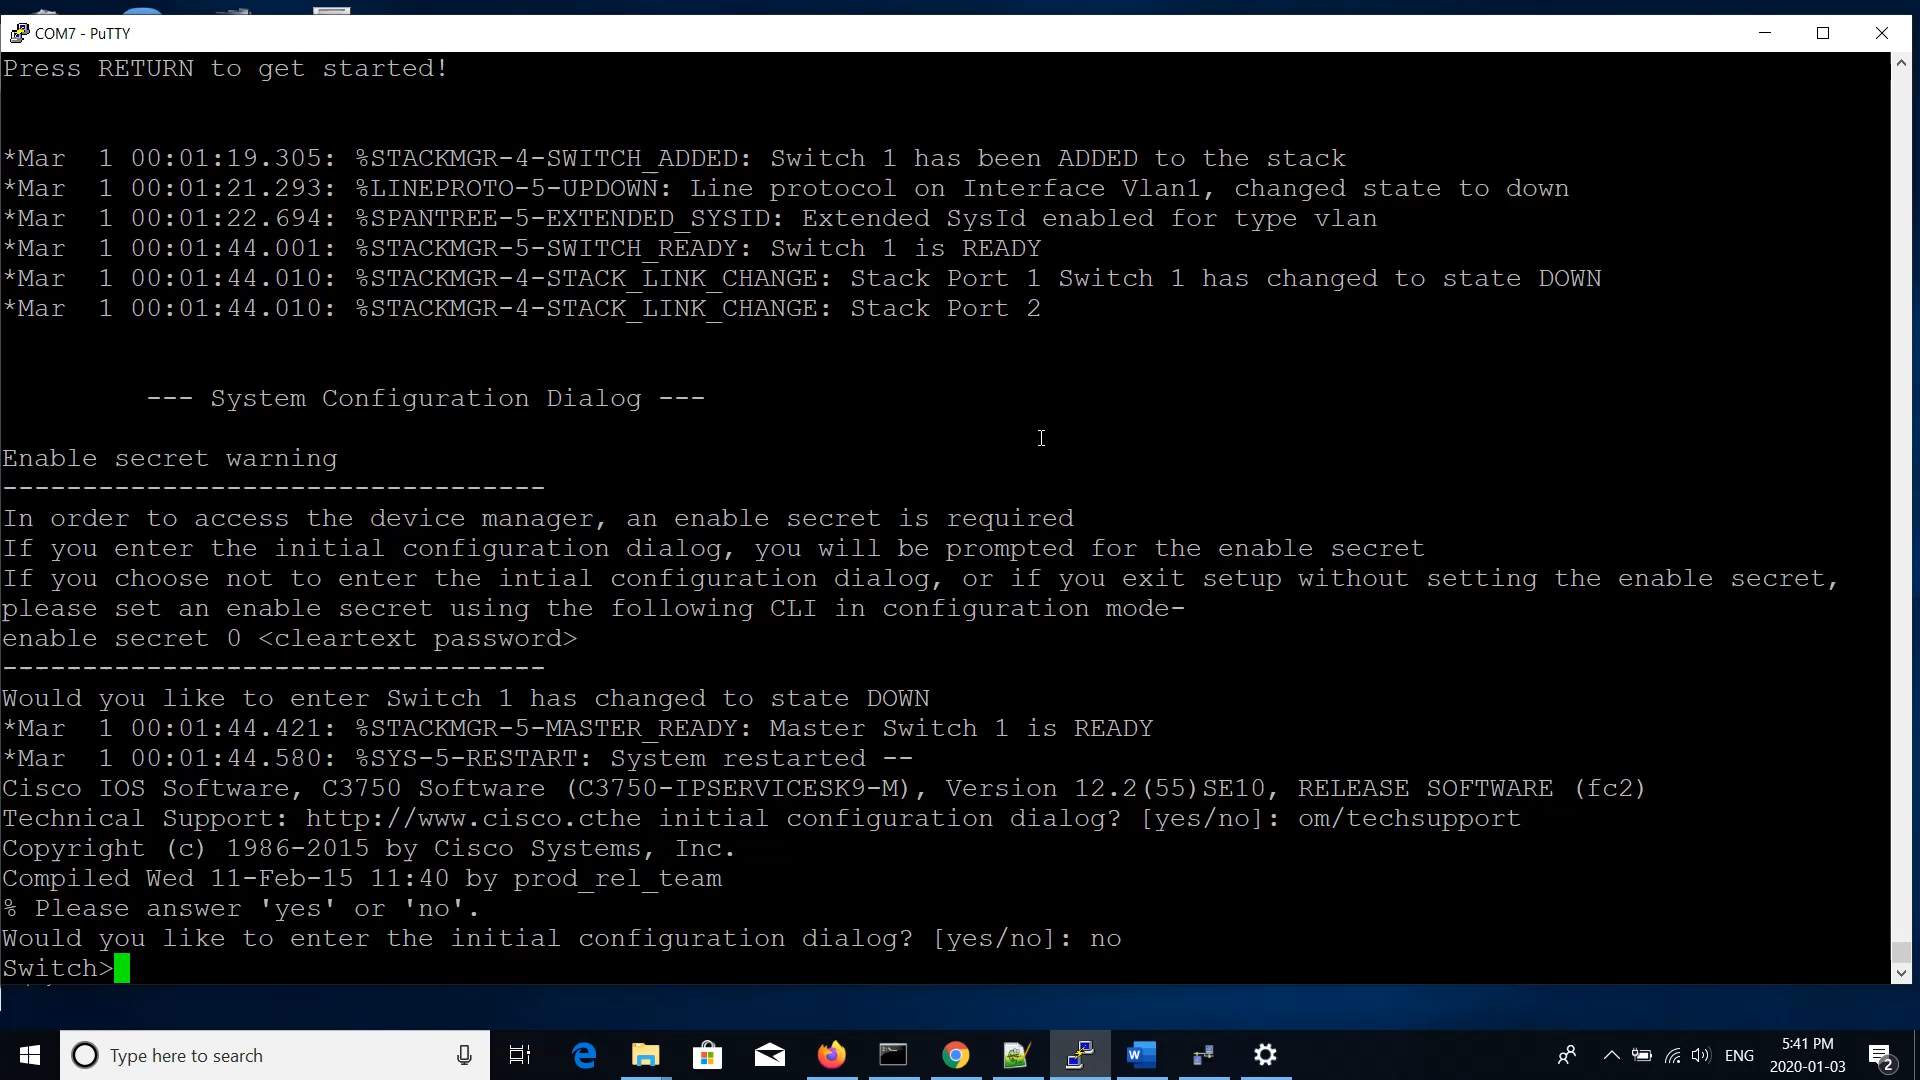 COM7 - PuTTY
Press RETURN to get started!
*Mar  1 00:01:19.305: %STACKMGR-4-SWITCH_ADDED: Switch 1 has been ADDED to the stack
*Mar  1 00:01:21.293: %LINEPROTO-5-UPDOWN: Line protocol on Interface Vlan1, changed state to down
*Mar  1 00:01:22.694: %SPANTREE-5-EXTENDED_SYSID: Extended SysId enabled for type vlan
*Mar  1 00:01:44.001: %STACKMGR-5-SWITCH_READY: Switch 1 is READY
*Mar  1 00:01:44.010: %STACKMGR-4-STACK_LINK_CHANGE: Stack Port 1 Switch 1 has changed to state DOWN
*Mar  1 00:01:44.010: %STACKMGR-4-STACK_LINK_CHANGE: Stack Port 2
--- System Configuration Dialog ---
Enable secret warning
----------------------------------
In order to access the device manager, an enable secret is required
If you enter the initial configuration dialog, you will be prompted for the enable secret
If you choose not to enter the intial configuration dialog, or if you exit setup without setting the enable secret,
please set an enable secret using the following CLI in configuration mode-
enable secret 0 <cleartext password>
----------------------------------
Would you like to enter Switch 1 has changed to state DOWN
*Mar  1 00:01:44.421: %STACKMGR-5-MASTER_READY: Master Switch 1 is READY
*Mar  1 00:01:44.580: %SYS-5-RESTART: System restarted --
Cisco IOS Software, C3750 Software (C3750-IPSERVICESK9-M), Version 12.2(55)SE10, RELEASE SOFTWARE (fc2)
Technical Support: http://www.cisco.cthe initial configuration dialog? [yes/no]: om/techsupport
Copyright (c) 1986-2015 by Cisco Systems, Inc.
Compiled Wed 11-Feb-15 11:40 by prod_rel_team
% Please answer 'yes' or 'no'.
Would you like to enter the initial configuration dialog? [yes/no]: no
Switch>
Type here to search
ENG
5:41 PM
2020-01-03
2